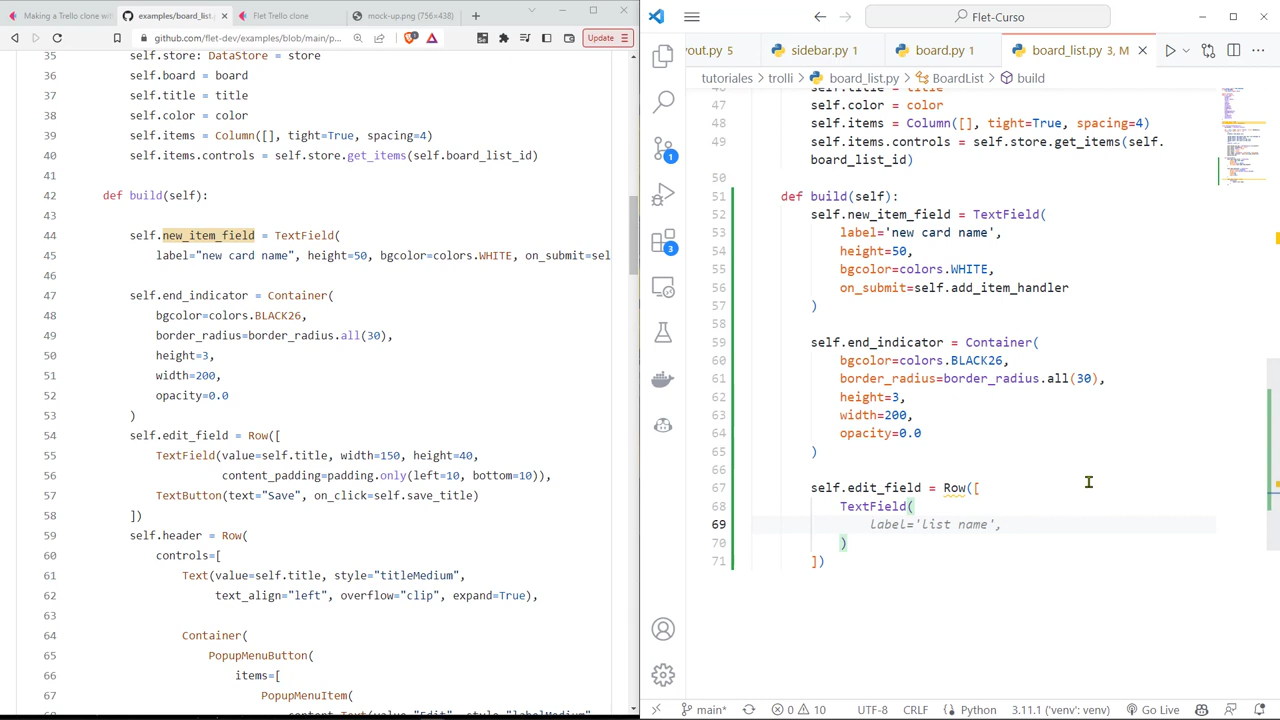 Making a Trello clone with
examples/board_list.p
Flet Trello clone
mock-up.png (756×438)
github.com/flet-dev/examples/blob/main/p...
Update
35 self.store: DataStore = store
36 self.board = board
37 self.title = title
38 self.color = color
39 self.items = Column([], tight=True, spacing=4)
40 self.items.controls = self.store.get_items(self.board_list_id)
41
42 def build(self):
43
44 self.new_item_field = TextField(
45 label="new card name", height=50, bgcolor=colors.WHITE, on_submit=sel
46
47 self.end_indicator = Container(
48 bgcolor=colors.BLACK26,
49 border_radius=border_radius.all(30),
50 height=3,
51 width=200,
52 opacity=0.0
53 )
54 self.edit_field = Row([
55 TextField(value=self.title, width=150, height=40,
56 content_padding=padding.only(left=10, bottom=10)),
57 TextButton(text="Save", on_click=self.save_title)
58 ])
59 self.header = Row(
60 controls=[
61 Text(value=self.title, style="titleMedium",
62 text_align="left", overflow="clip", expand=True),
63
64 Container(
65 PopupMenuButton(
66 items=[
67 PopupMenuItem(
content=Text(value="Edit", style="labelMedium"
Flet-Curso
out.py 5
sidebar.py 1
board.py 1
board_list.py 3, M
tutoriales > trolli > board_list.py > BoardList > build
46 self.title = title
47 self.color = color
48 self.items = Column([], tight=True, spacing=4)
49 self.items.controls = self.store.get_items(self.
board_list_id)
50
51 def build(self):
52 self.new_item_field = TextField(
53 label='new card name',
54 height=50,
55 bgcolor=colors.WHITE,
56 on_submit=self.add_item_handler
57 )
58
59 self.end_indicator = Container(
60 bgcolor=colors.BLACK26,
61 border_radius=border_radius.all(30),
62 height=3,
63 width=200,
64 opacity=0.0
65 )
66
67 self.edit_field = Row([
68 TextField(
69 label='list name',
70 )
71 ])
1
3
main*
0 10
UTF-8
CRLF
Python
3.11.1 ('venv': venv)
Go Live